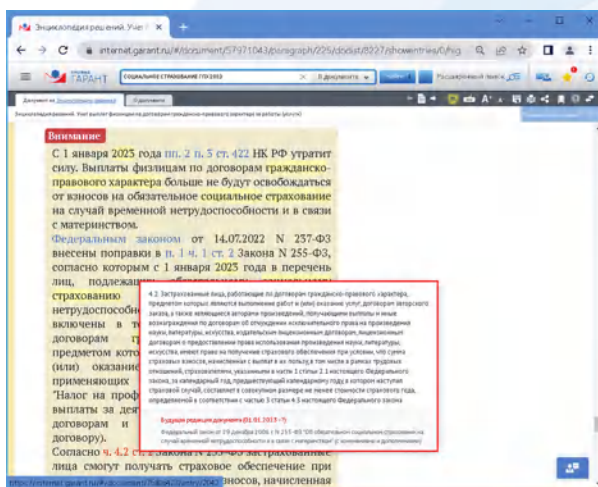 Энциклопедия решений. Учет
internet.garant.ru/#/document/57971043/paragraph/225/doclist/8227/showentries/0/hig
ГАРАНТ
СОЦИАЛЬНОЕ СТРАХОВАНИЕ ГПХ 2023
В документе
Расширенный поиск
Энциклопедия решений. Учет выплат физлицам по договорам гражданско-правового характера за работы (услуги)
Внимание
С 1 января 2023 года пп. 2 п. 3 ст. 422 НК РФ утратит
силу. Выплаты физлицам по договорам гражданско-
правового характера больше не будут освобождаться
от взносов на обязательное социальное страхование
на случай временной нетрудоспособности и в связи
с материнством.
Федеральным законом от 14.07.2022 N 237-ФЗ
внесены поправки в п. 1 ч. 1 ст. 2 Закона N 255-ФЗ,
согласно которым с 1 января 2023 года в перечень
лиц, подлежащих обязательному социальному
страхованию
нетрудоспособно
включены в т
договорам г
предметом кото
(или) оказание
применяющих
"Налог на проф
выплаты за дея
договорам и
договору).
Согласно ч. 4.2 ст. 2 Закона N 255-ФЗ застрахованные
лица смогут получать страховое обеспечение при
взносов, начисленная
4.2. Застрахованные лица, работающие по договорам гражданско-правового характера,
предметом которых являются выполнение работ и (или) оказание услуг, договорам авторского
заказа, а также являющиеся авторами произведений, получающими выплаты и иные
вознаграждения по договорам об отчуждении исключительного права на произведения
науки, литературы, искусства, издательским лицензионным договорам, лицензионным
договорам о предоставлении права использования произведения науки, литературы,
искусства, имеют право на получение страхового обеспечения при условии, что сумма
страховых взносов, начисленная с выплат в их пользу, в том числе в рамках трудовых
отношений, страхователями, указанными в части 1 статьи 2.1 настоящего Федерального
закона, за календарный год, предшествующий календарному году, в котором наступил
страховой случай, составляет в совокупном размере не менее стоимости страхового года,
определяемой в соответствии с частью 3 статьи 4.5 настоящего Федерального закона
Будущая редакция документа (01.01.2023 - ?)
Федеральный закон от 29 декабря 2006 г. N 255-ФЗ "Об обязательном социальном страховании на
случай временной нетрудоспособности и в связи с материнством" (с изменениями и дополнениями)